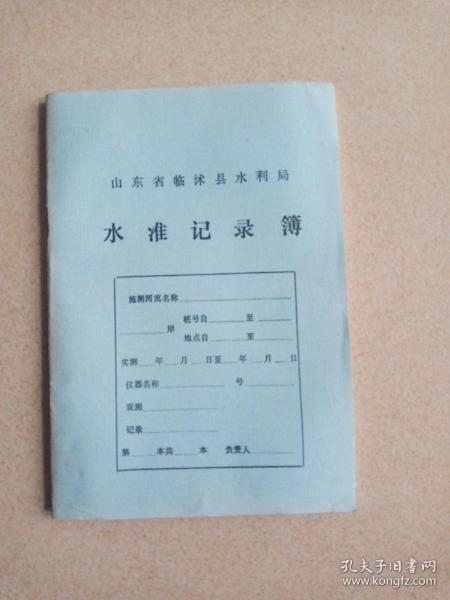 山东省临沭县水利局
水准记录簿
施测河流名称
桩号自 至
岸
地点自 至
实测 年 月 日至 年 月 日
仪器名称 号
观测
记录
第 本共 本 负责人
孔夫子旧书网
www.kongfz.com